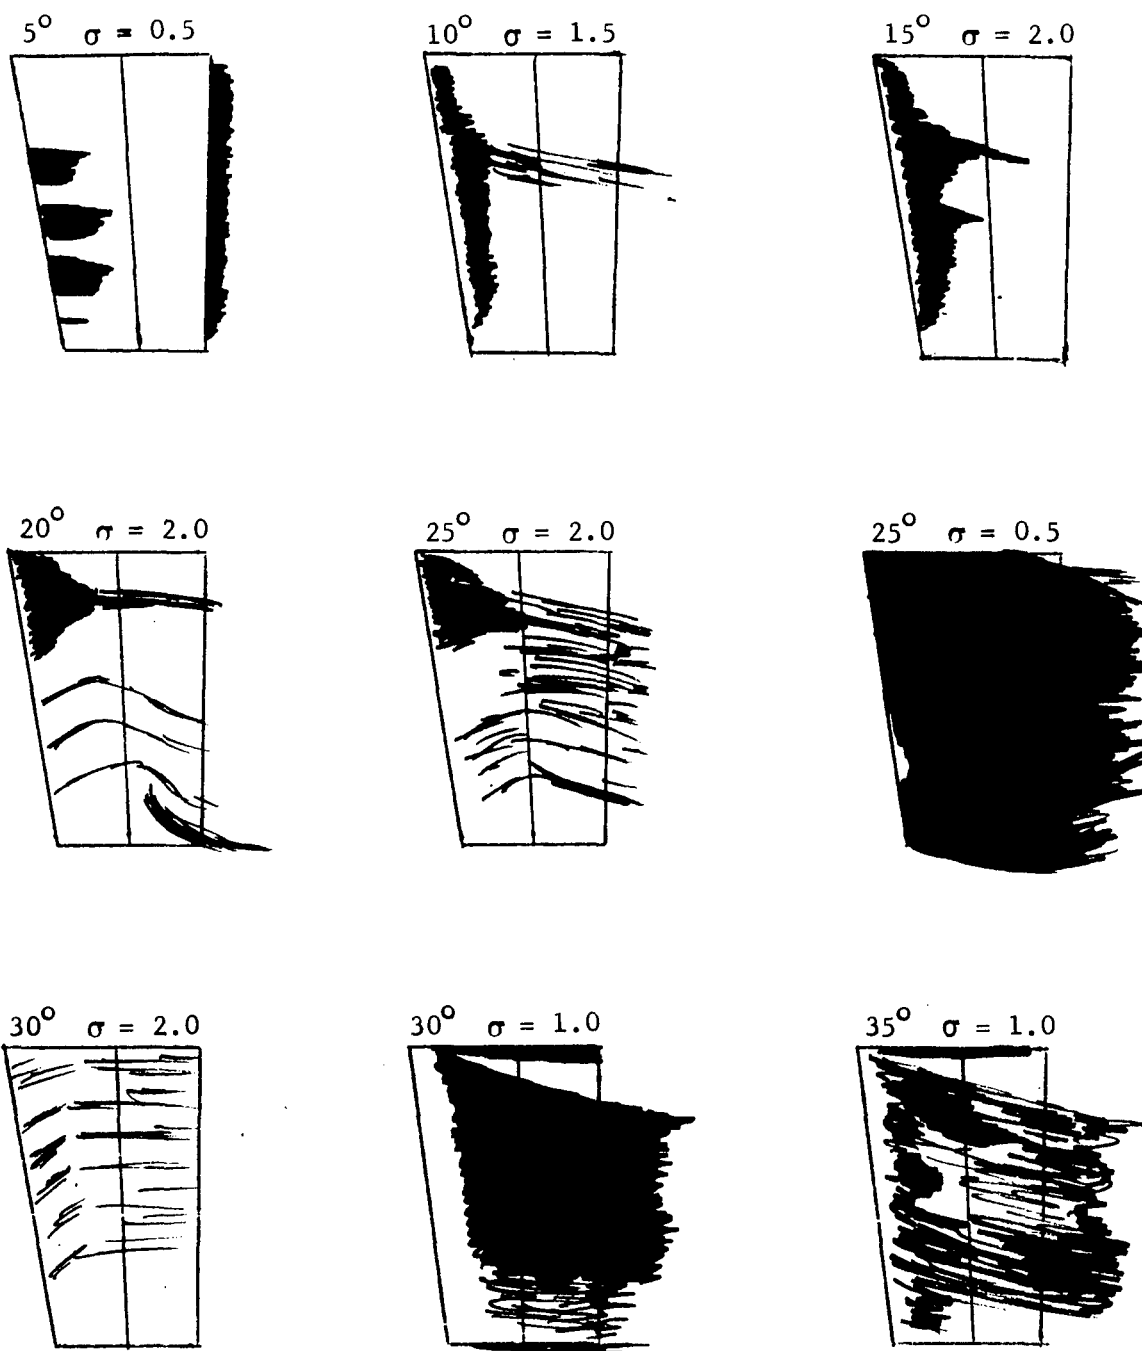 5° σ = 0.5
10° σ = 1.5
15° σ = 2.0
20° σ = 2.0
25° σ = 2.0
25° σ = 0.5
30° σ = 2.0
30° σ = 1.0
35° σ = 1.0